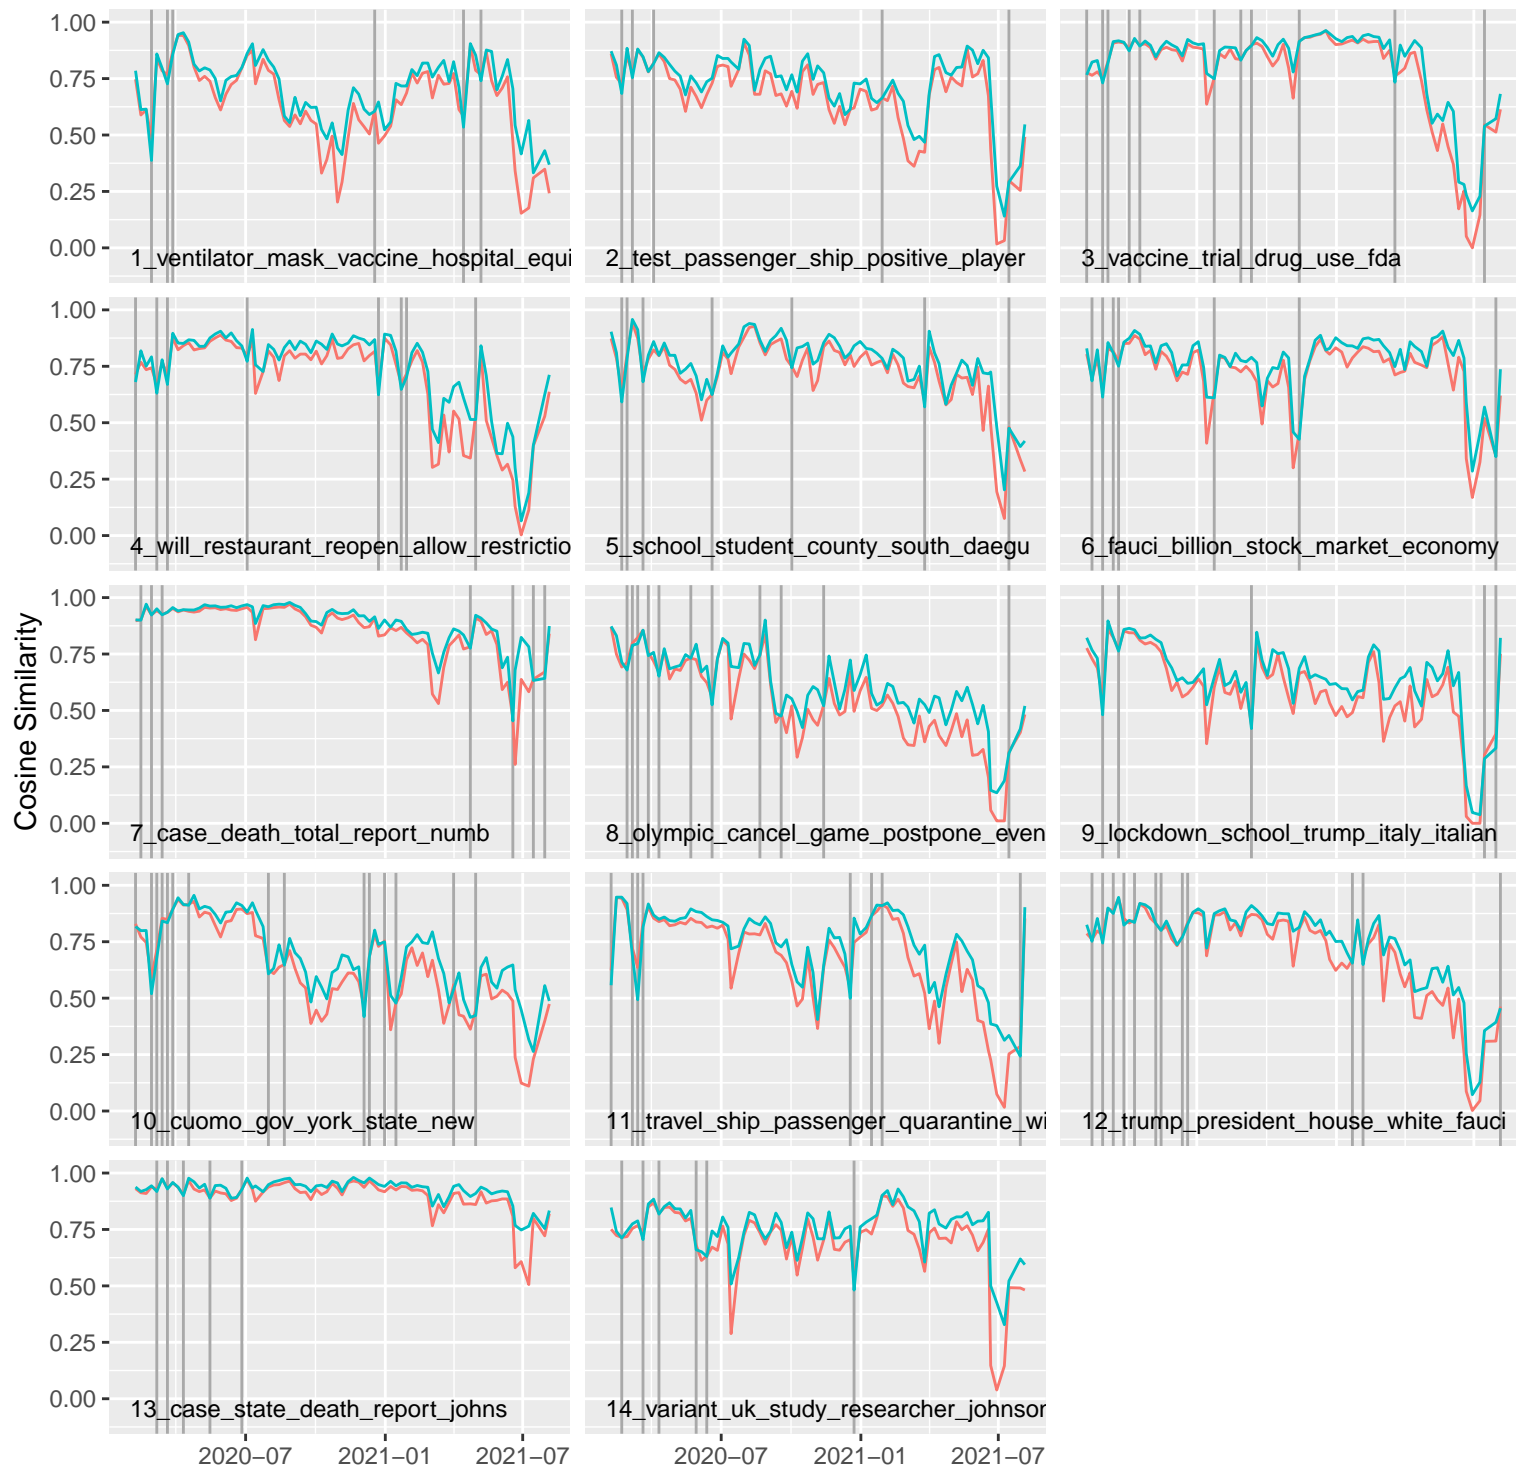 1.00
0.75
0.50
0.25
0.00
1_ventilator_mask_vaccine_hospital_equi
2_test_passenger_ship_positive_player
3_vaccine_trial_drug_use_fda
1.00
0.75
0.50
0.25
0.00
4_will_restaurant_reopen_allow_restrictio
5_school_student_county_south_daegu
6_fauci_billion_stock_market_economy
Cosine Similarity
1.00
0.75
0.50
0.25
0.00
7_case_death_total_report_numb
8_olympic_cancel_game_postpone_even
9_lockdown_school_trump_italy_italian
1.00
0.75
0.50
0.25
0.00
10_cuomo_gov_york_state_new
11_travel_ship_passenger_quarantine_wi
12_trump_president_house_white_fauci
1.00
0.75
0.50
0.25
0.00
13_case_state_death_report_johns
14_variant_uk_study_researcher_johnson
2020−07 2021−01 2021−07
2020−07 2021−01 2021−07